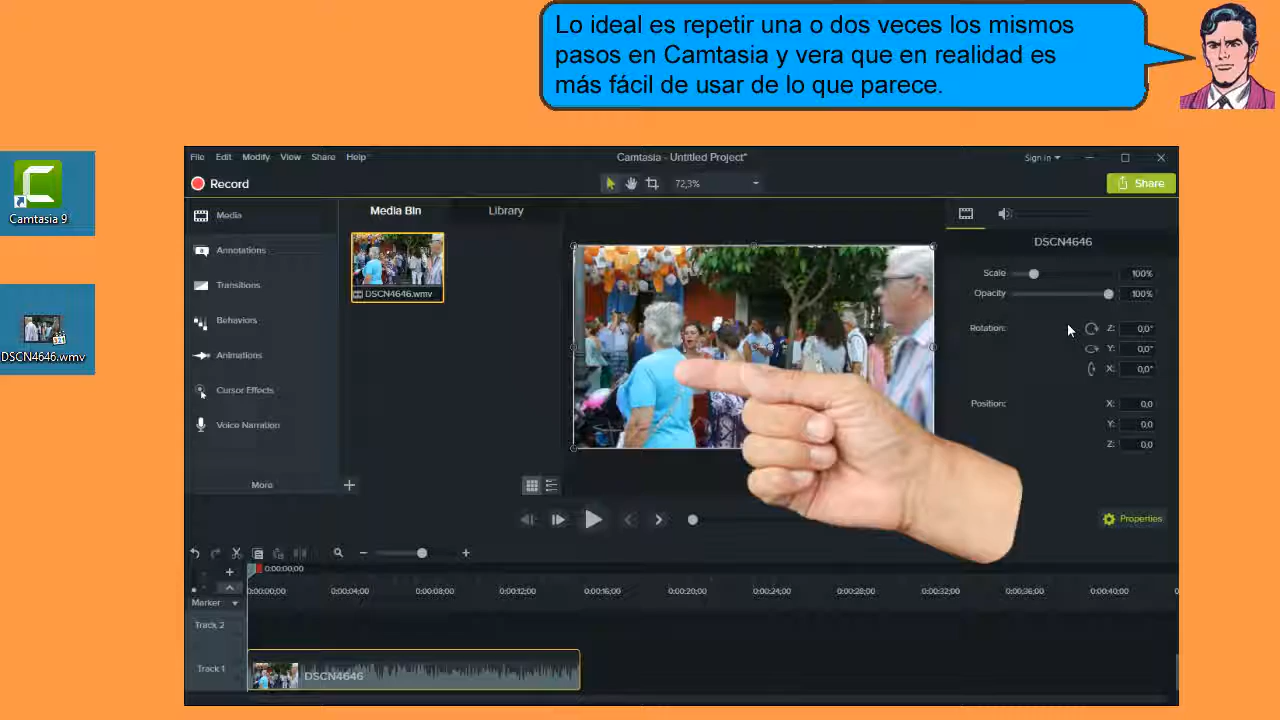 Lo ideal es repetir una o dos veces los mismos
pasos en Camtasia y vera que en realidad es
más fácil de usar de lo que parece.
Camtasia 9
DSCN4646.wmv
File Edit Modify View Share Help
Camtasia - Untitled Project*
Sign in
Record
72,3%
Share
Media
Annotations
Transitions
Behaviors
Animations
Cursor Effects
Voice Narration
More
Media Bin
Library
DSCN4646.wmv
DSCN4646
Scale 100%
Opacity 100%
Rotation: Z: 0,0°
Y: 0,0°
X: 0,0°
Position: X: 0,0
Y: 0,0
Z: 0,0
Properties
0:00:00;00
0:00:00;00 0:00:04;00 0:00:08;00 0:00:12;00 0:00:16;00 0:00:20;00 0:00:24;00 0:00:28;00 0:00:32;00 0:00:36;00 0:00:40;00
Marker
Track 2
Track 1
DSCN4646